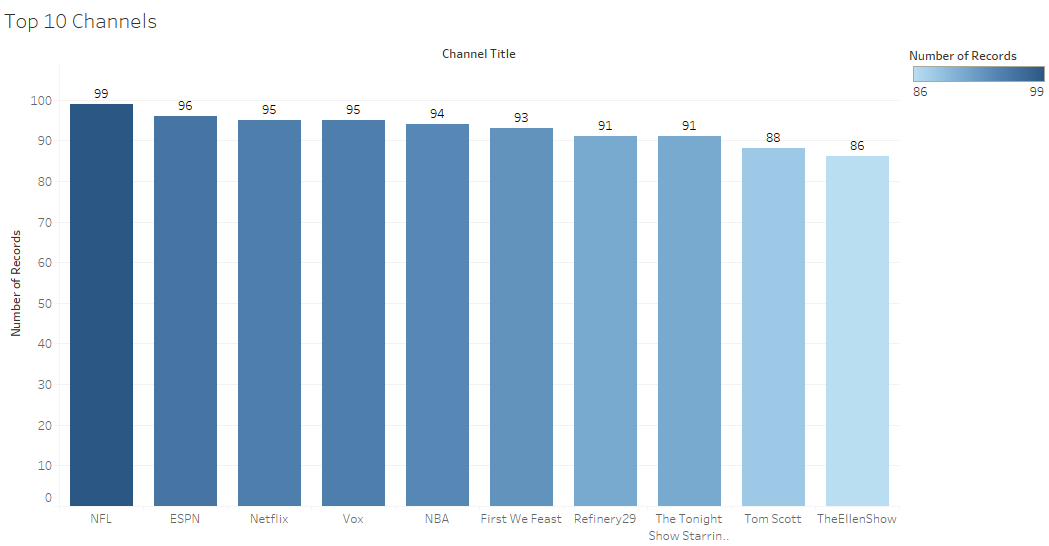 Top 10 Channels
Channel Title
Number of Records
86 99
Number of Records
100
90
80
70
60
50
40
30
20
10
0
99 96 95 95 94 93 91 91 88 86
NFL ESPN Netflix Vox NBA First We Feast Refinery29 The Tonight Tom Scott TheEllenShow
Show Starrin..